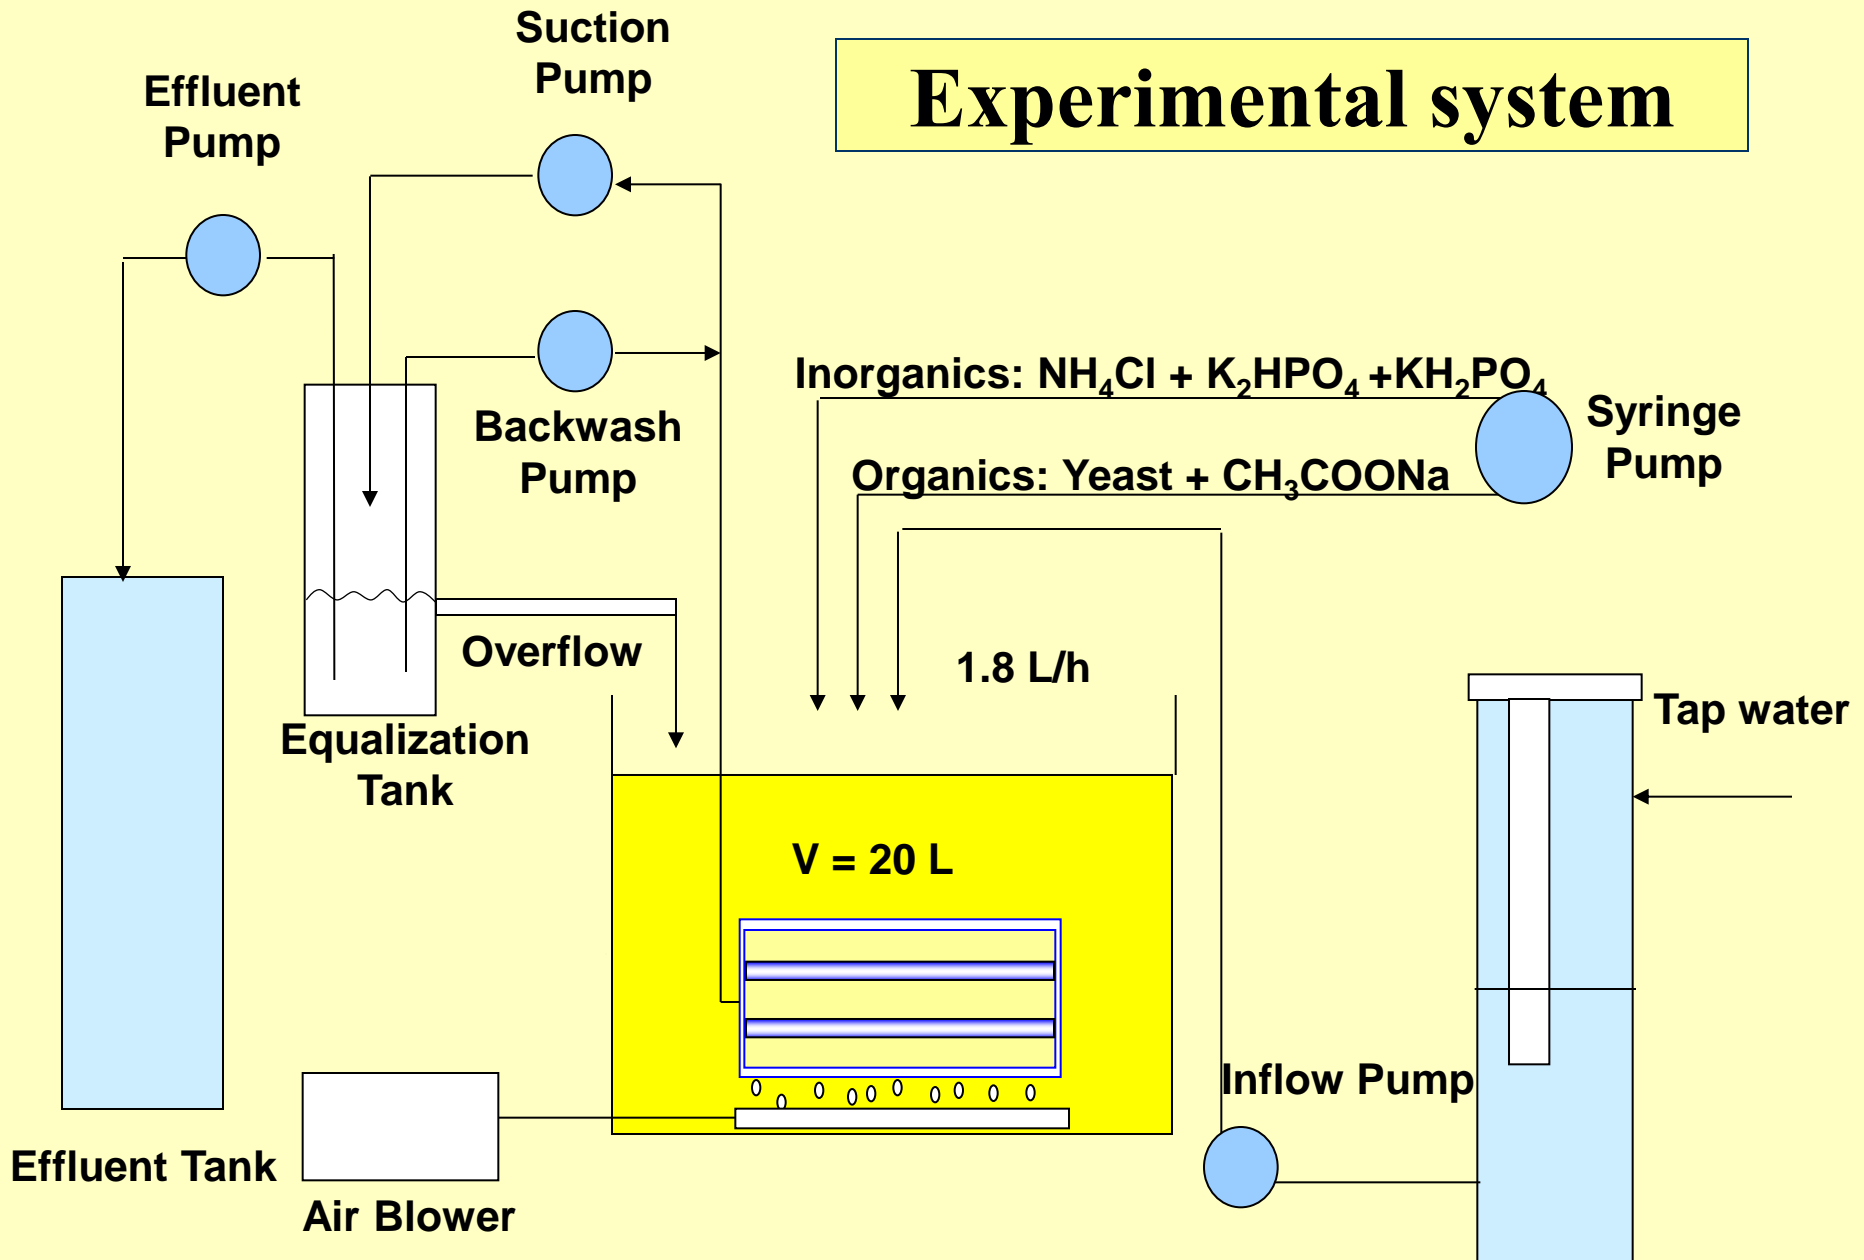 Experimental system
Suction
Pump
Effluent
Pump
Inorganics: NH₄Cl + K₂HPO₄ +KH₂PO₄
Syringe
Pump
Backwash
Pump
Organics: Yeast + CH₃COONa
Overflow
1.8 L/h
Tap water
Equalization
Tank
V = 20 L
Inflow Pump
Effluent Tank
Air Blower